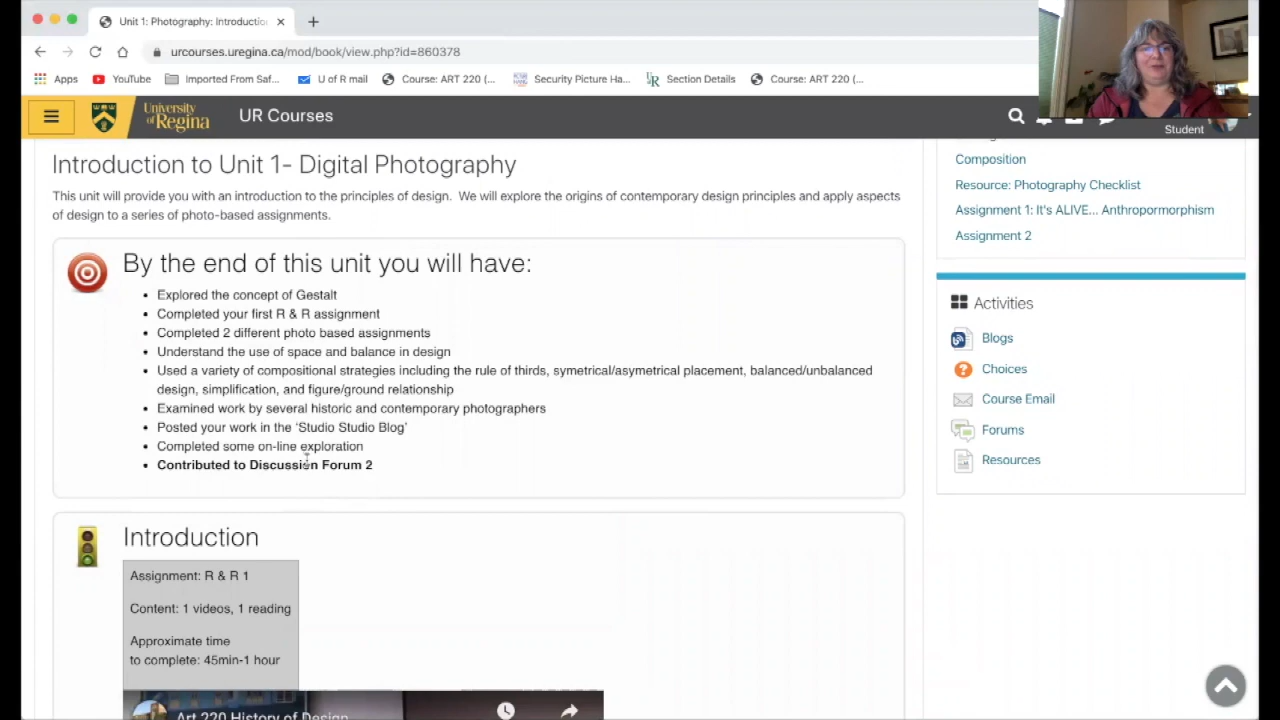 Unit 1: Photography: Introductio
urcourses.uregina.ca/mod/book/view.php?id=860378
Apps YouTube Imported From Saf... U of R mail Course: ART 220 (... Security Picture Ha... Section Details Course: ART 220 (...
University of Regina
UR Courses
Student
Introduction to Unit 1- Digital Photography
This unit will provide you with an introduction to the principles of design. We will explore the origins of contemporary design principles and apply aspects
of design to a series of photo-based assignments.
By the end of this unit you will have:
Explored the concept of Gestalt
Completed your first R & R assignment
Completed 2 different photo based assignments
Understand the use of space and balance in design
Used a variety of compositional strategies including the rule of thirds, symetrical/asymetrical placement, balanced/unbalanced
design, simplification, and figure/ground relationship
Examined work by several historic and contemporary photographers
Posted your work in the ‘Studio Studio Blog’
Completed some on-line exploration
Contributed to Discussion Forum 2
Introduction
Assignment: R & R 1
Content: 1 videos, 1 reading
Approximate time
to complete: 45min-1 hour
Art 220 History of Design
Composition
Resource: Photography Checklist
Assignment 1: It's ALIVE... Anthropormorphism
Assignment 2
Activities
Blogs
Choices
Course Email
Forums
Resources